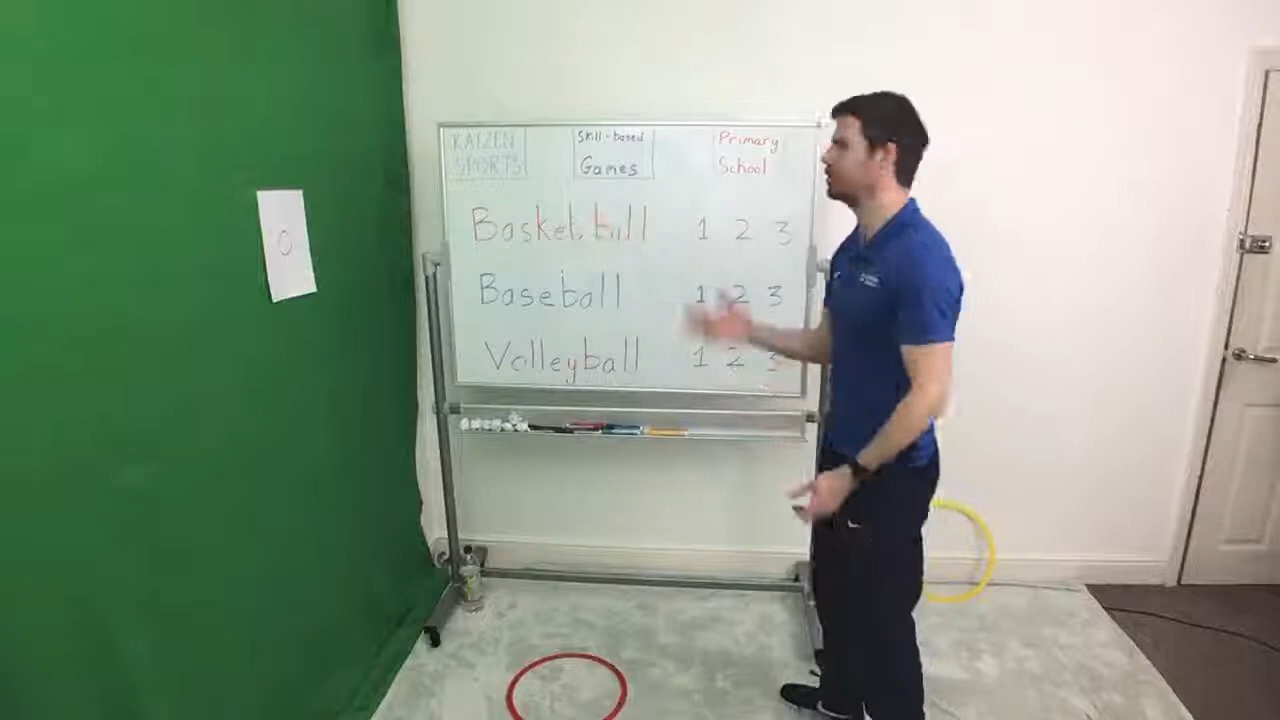 KAIZEN
SPORTS
Skill-based
Games
Primary
School
Basketball 1 2 3
Baseball 1 2 3
Volleyball 1 2 3
O